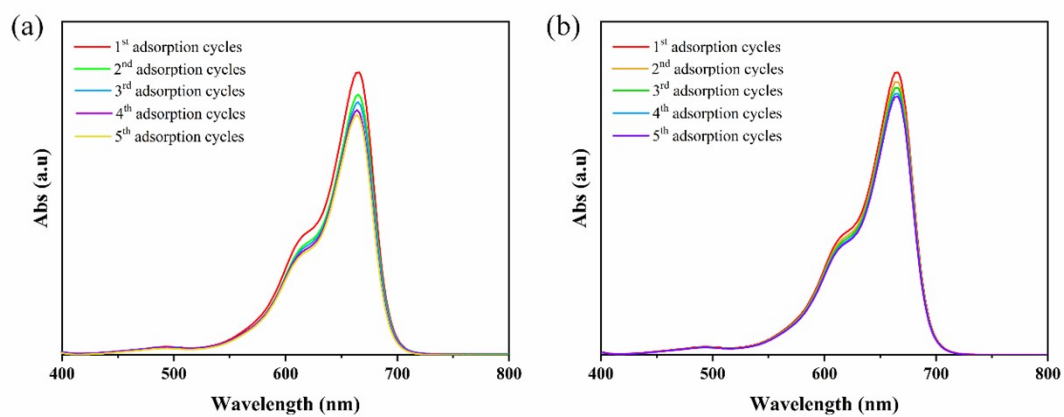 (a)
1st adsorption cycles
2nd adsorption cycles
3rd adsorption cycles
4th adsorption cycles
5th adsorption cycles
Abs (a.u)
400 500 600 700 800
Wavelength (nm)
(b)
1st adsorption cycles
2nd adsorption cycles
3rd adsorption cycles
4th adsorption cycles
5th adsorption cycles
Abs (a.u)
400 500 600 700 800
Wavelength (nm)